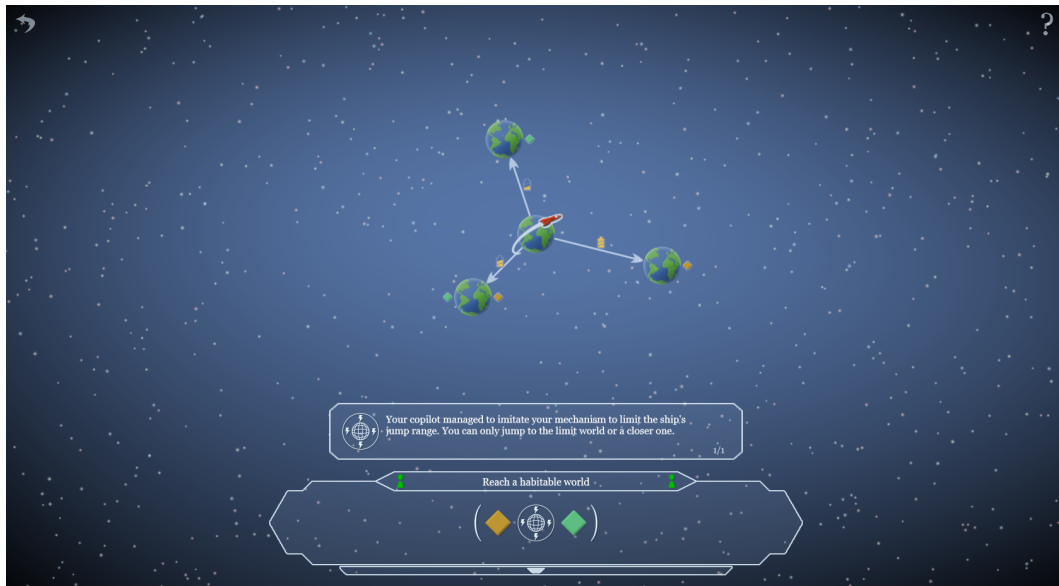 ?
Your copilot managed to imitate your mechanism to limit the ship's
jump range. You can only jump to the limit world or a closer one.
1/1
Reach a habitable world
( )